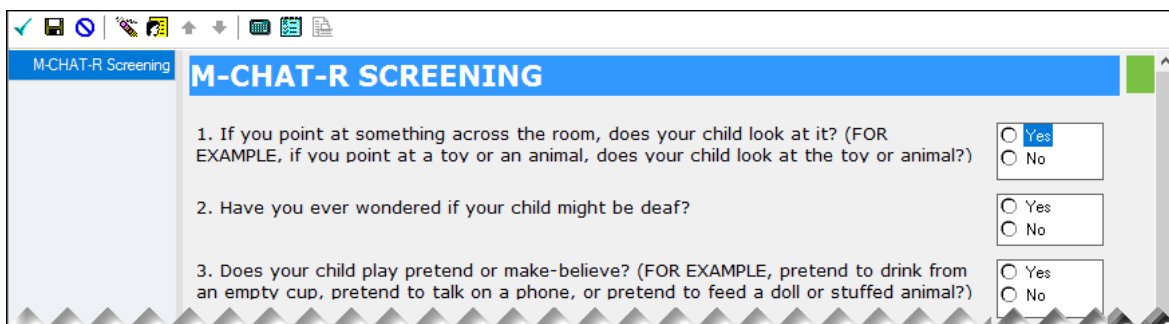 M-CHAT-R Screening
M-CHAT-R SCREENING
1. If you point at something across the room, does your child look at it? (FOR
EXAMPLE, if you point at a toy or an animal, does your child look at the toy or animal?)
Yes
No
2. Have you ever wondered if your child might be deaf?
Yes
No
3. Does your child play pretend or make-believe? (FOR EXAMPLE, pretend to drink from
an empty cup, pretend to talk on a phone, or pretend to feed a doll or stuffed animal?)
Yes
No